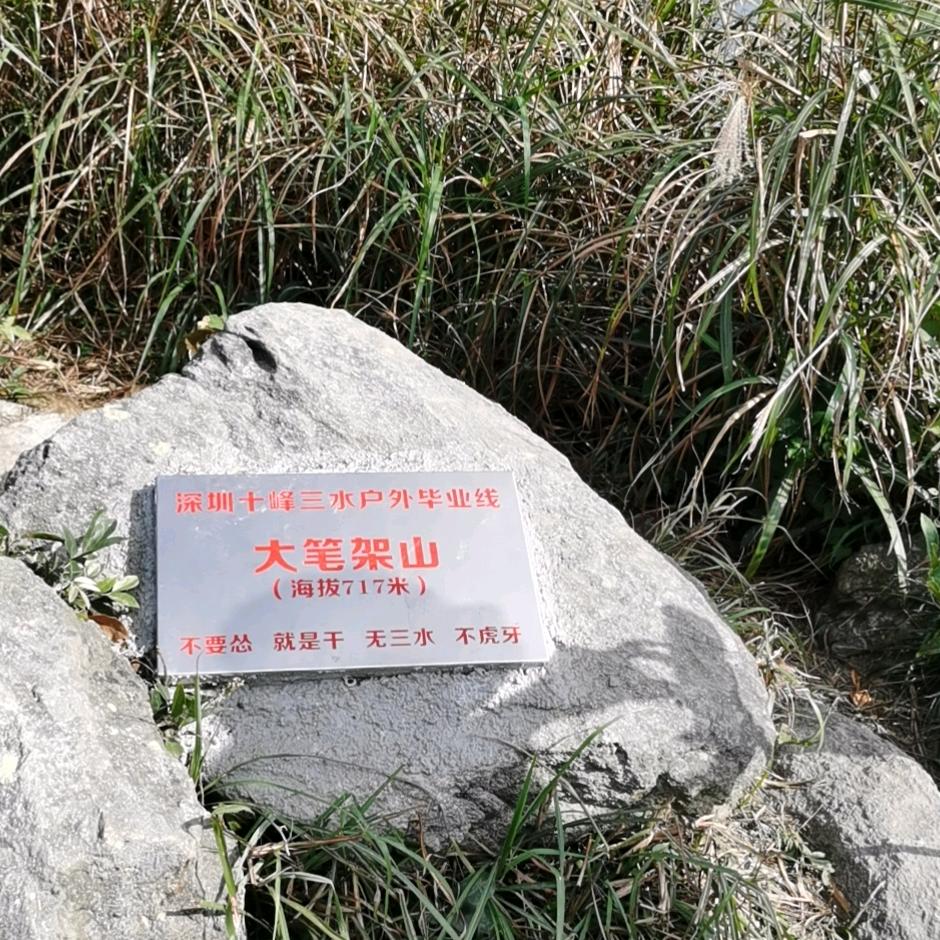 深圳十峰三水户外毕业线
大笔架山
（海拔717米）
不要怂 就是干 无三水 不虎牙